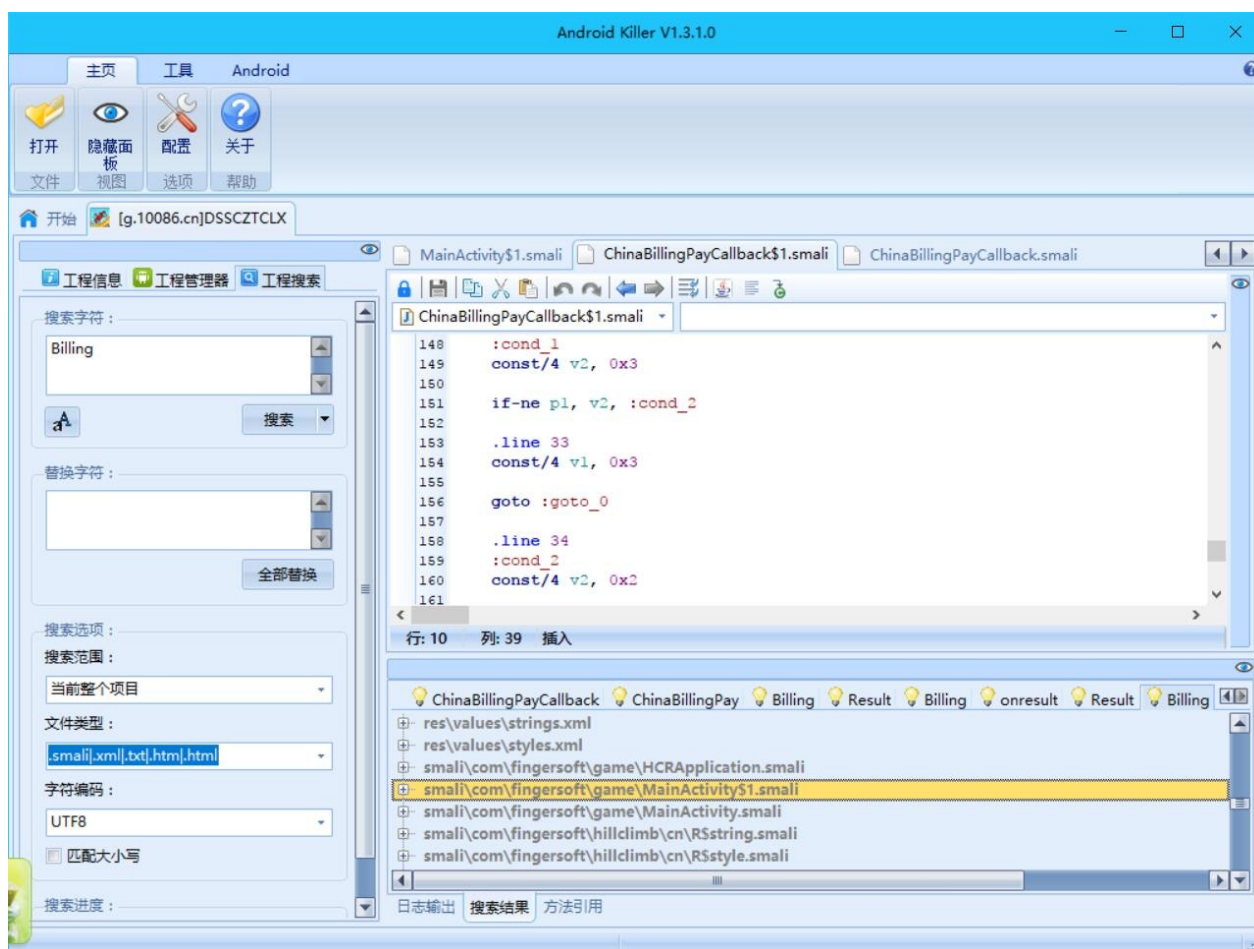 Android Killer V1.3.1.0
主页 工具 Android
打开 隐藏面板 配置 关于
文件 视图 选项 帮助
开始 [g.10086.cn]DSSCZTCLX
工程信息 工程管理器 工程搜索
搜索字符：
Billing
搜索
替换字符：
全部替换
搜索选项：
搜索范围：
当前整个项目
文件类型：
.smali|.xml|.txt|.htm|.html
字符编码：
UTF8
匹配大小写
搜索进度：
MainActivity$1.smali ChinaBillingPayCallback$1.smali ChinaBillingPayCallback.smali
ChinaBillingPayCallback$1.smali
148 :cond_1
149 const/4 v2, 0x3
150
151 if-ne p1, v2, :cond_2
152
153 .line 33
154 const/4 v1, 0x3
155
156 goto :goto_0
157
158 .line 34
159 :cond_2
160 const/4 v2, 0x2
161
行: 10 列: 39 插入
ChinaBillingPayCallback ChinaBillingPay Billing Result Billing onresult Result Billing
res\values\strings.xml
res\values\styles.xml
smali\com\fingersoft\game\HCRApplication.smali
smali\com\fingersoft\game\MainActivity$1.smali
smali\com\fingersoft\game\MainActivity.smali
smali\com\fingersoft\hillclimb\cn\R$string.smali
smali\com\fingersoft\hillclimb\cn\R$style.smali
日志输出 搜索结果 方法引用